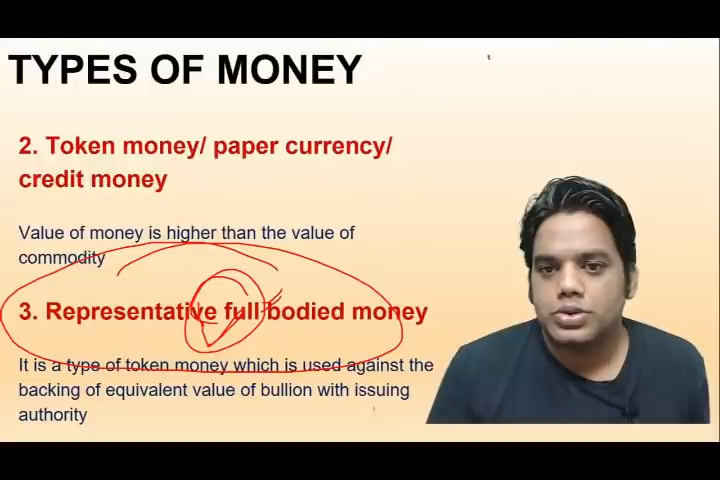 TYPES OF MONEY
2. Token money/ paper currency/
credit money
Value of money is higher than the value of
commodity
3. Representative full bodied money
It is a type of token money which is used against the
backing of equivalent value of bullion with issuing
authority